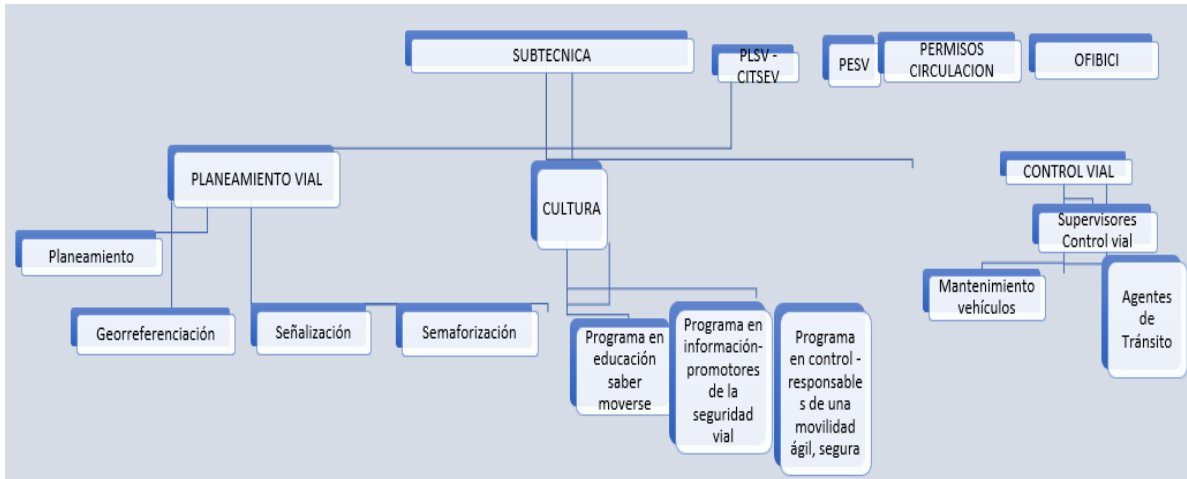 SUBTECNICA
PLSV -
CITSEV
PESV
PERMISOS
CIRCULACION
OFIBICI
PLANEAMIENTO VIAL
CULTURA
CONTROL VIAL
Planeamiento
Georreferenciación
Señalización
Semaforización
Programa en
educación
saber
moverse
Programa en
información-
promotores
de la
seguridad
vial
Programa
en control -
responsable
s de una
movilidad
ágil, segura
Supervisores
Control vial
Mantenimiento
vehículos
Agentes
de
Tránsito